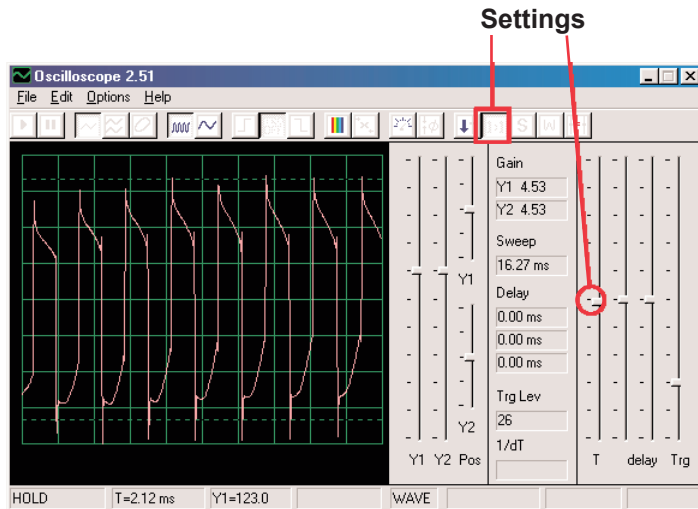 Settings
Oscilloscope 2.51
File Edit Options Help
Gain
Y1 4.53
Y2 4.53
Sweep
16.27 ms
Delay
0.00 ms
0.00 ms
0.00 ms
Trg Lev
26
1/dT
Y1
Y2
Y1 Y2 Pos
T delay Trg
HOLD T=2.12 ms Y1=123.0 WAVE